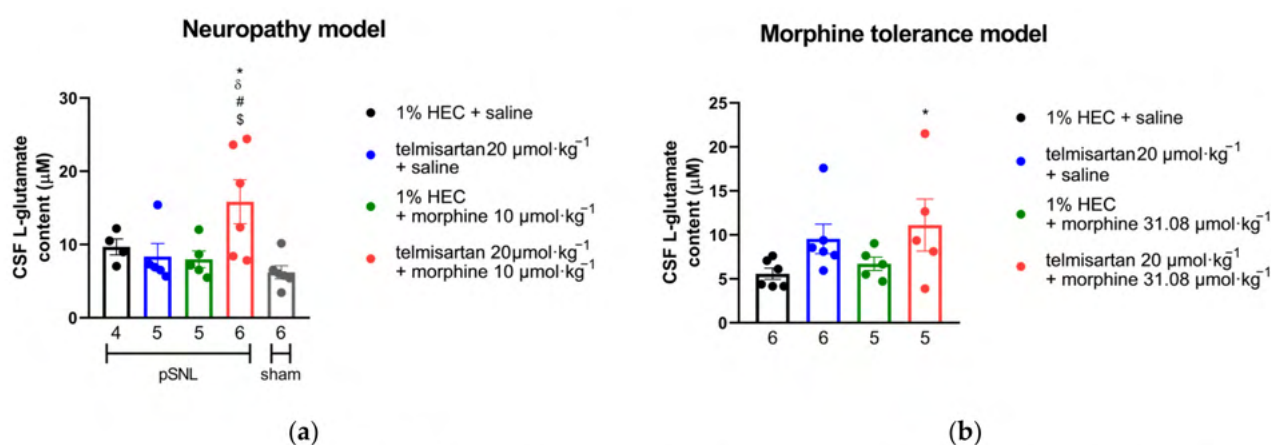 Neuropathy model
CSF L-glutamate
content (μM)
30
20
10
0
*
δ
#
$
4 5 5 6 6
pSNL sham
1% HEC + saline
telmisartan20 μmol·kg⁻¹
+ saline
1% HEC
+ morphine 10 μmol·kg⁻¹
telmisartan 20μmol·kg⁻¹
+ morphine 10 μmol·kg⁻¹
(a)
Morphine tolerance model
CSF L-glutamate
content (μM)
25
20
15
10
5
0
*
6 6 5 5
1% HEC + saline
telmisartan20 μmol·kg⁻¹
+ saline
1% HEC
+ morphine 31.08 μmol·kg⁻¹
telmisartan 20 μmol·kg⁻¹
+ morphine 31.08 μmol·kg⁻¹
(b)